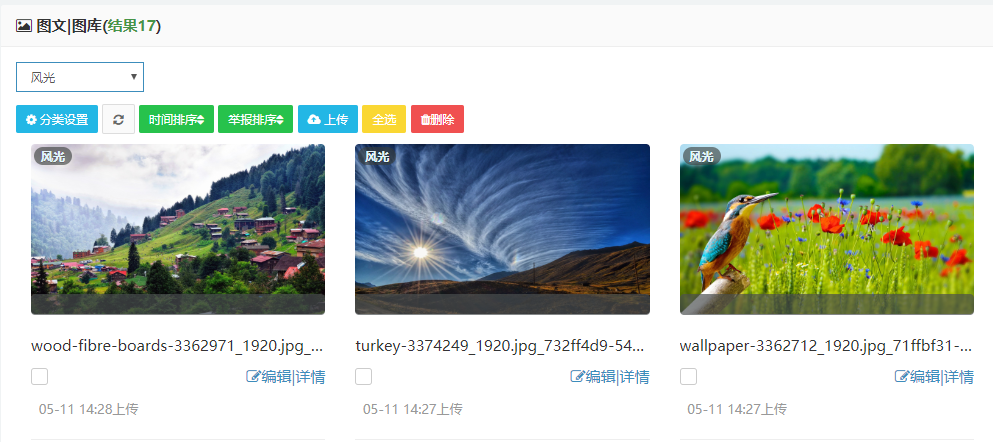 图文|图库(结果17)
风光
分类设置 时间排序 举报排序 上传 全选 删除
风光 风光 风光
wood-fibre-boards-3362971_1920.jpg_... turkey-3374249_1920.jpg_732ff4d9-54... wallpaper-3362712_1920.jpg_71ffbf31-...
编辑|详情 编辑|详情 编辑|详情
05-11 14:28上传 05-11 14:27上传 05-11 14:27上传